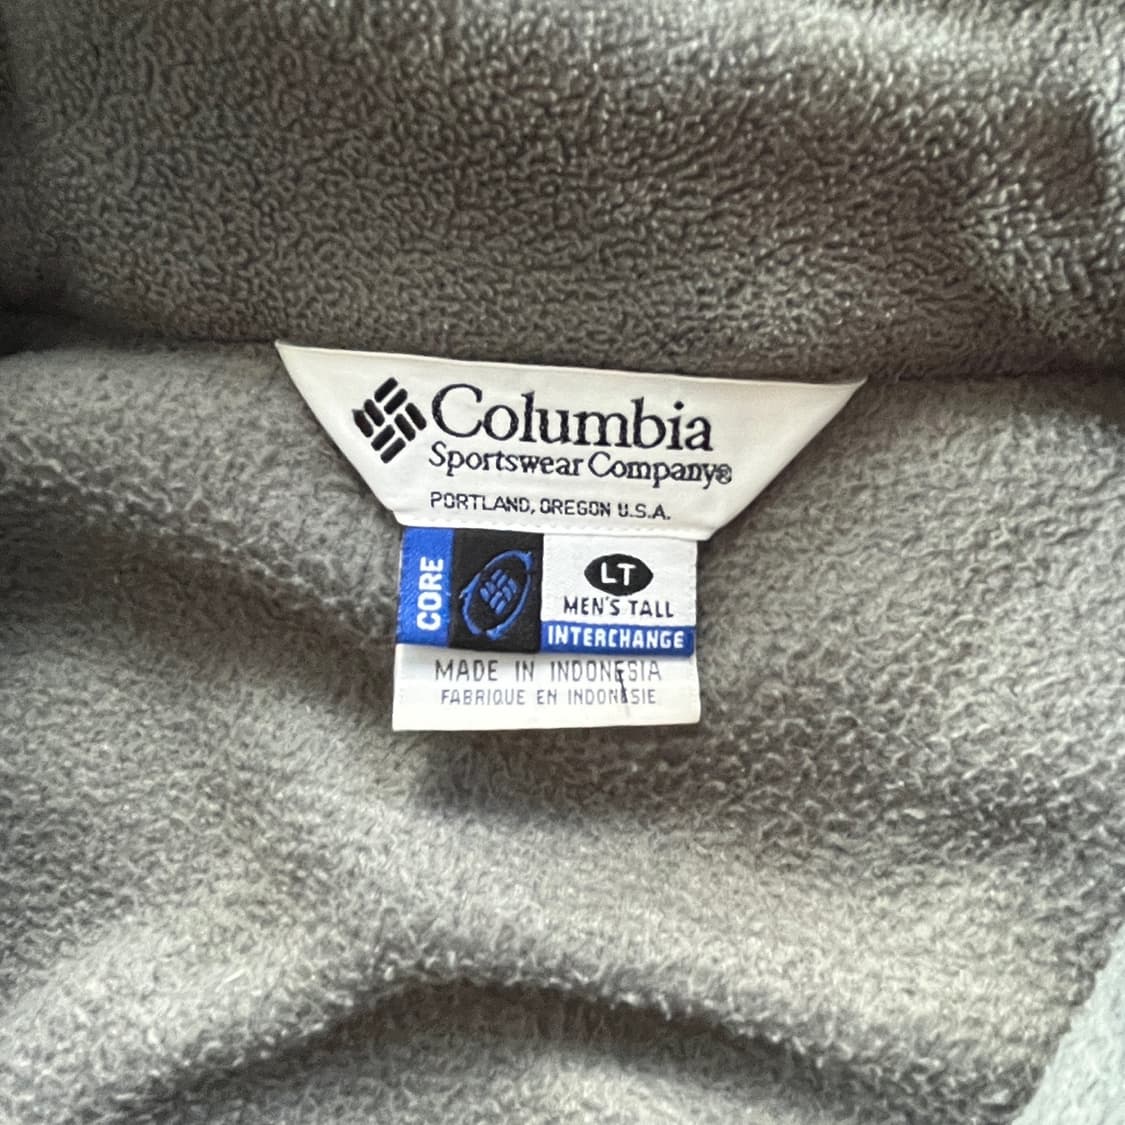 Columbia
Sportswear Company®
PORTLAND, OREGON U.S.A.
CORE
LT
MEN'S TALL
INTERCHANGE
MADE IN INDONESIA
FABRIQUE EN INDONESIE